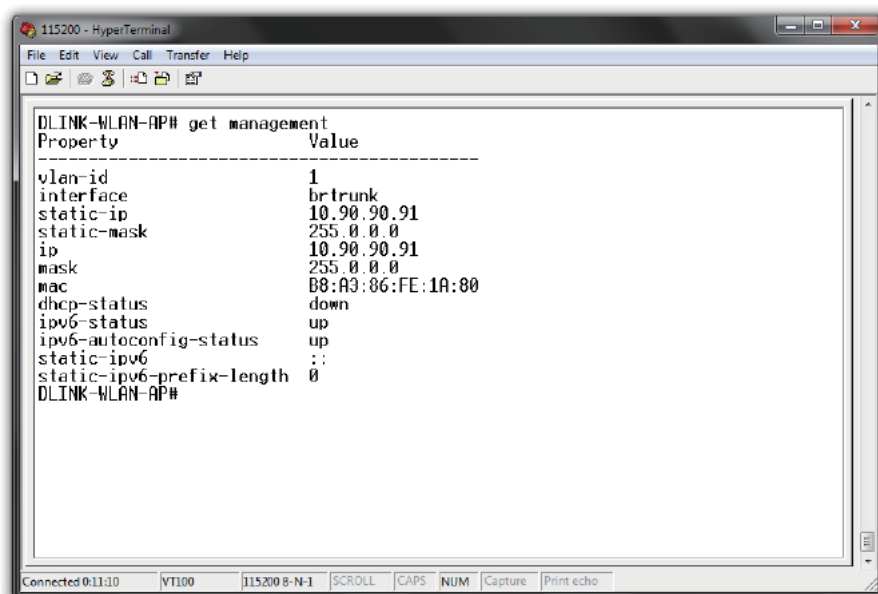 115200 - HyperTerminal
File Edit View Call Transfer Help
DLINK-WLAN-AP# get management
Property Value
--------------------------------------------
vlan-id 1
interface brtrunk
static-ip 10.90.90.91
static-mask 255.0.0.0
ip 10.90.90.91
mask 255.0.0.0
mac B8:A3:86:FE:1A:80
dhcp-status down
ipv6-status up
ipv6-autoconfig-status up
static-ipv6 ::
static-ipv6-prefix-length 0
DLINK-WLAN-AP#
Connected 0:11:10 VT100 115200 8-N-1 SCROLL CAPS NUM Capture Print echo